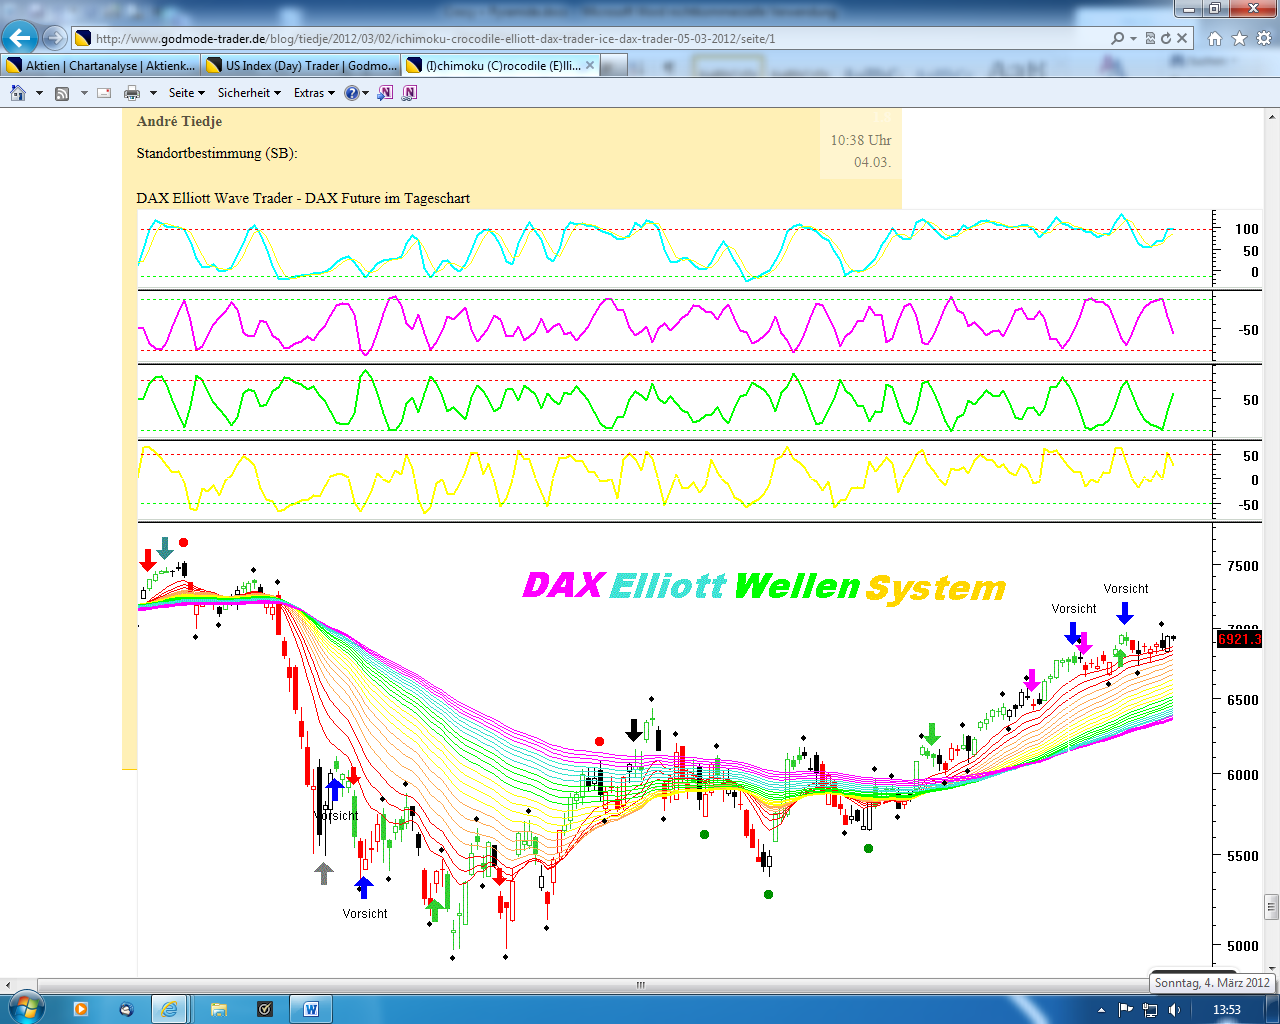 http://www.godmode-trader.de/blog/tiedje/2012/03/02/ichimoku-crocodile-elliott-dax-trader-ice-dax-trader-05-03-2012/seite/1
Aktien | Chartanalyse | Aktienk...
US Index (Day) Trader | Godmo...
(I)chimoku (C)rocodile (E)lli...
Seite
Sicherheit
Extras
André Tiedje
10:38 Uhr
Standortbestimmung (SB):
04.03.
DAX Elliott Wave Trader - DAX Future im Tageschart
100
50
0
-50
50
50
0
-50
DAX Elliott Wellen System
7500
Vorsicht
Vorsicht
6921.3
6500
6000
Vorsicht
5500
Vorsicht
5000
Sonntag, 4. März 2012
13:53